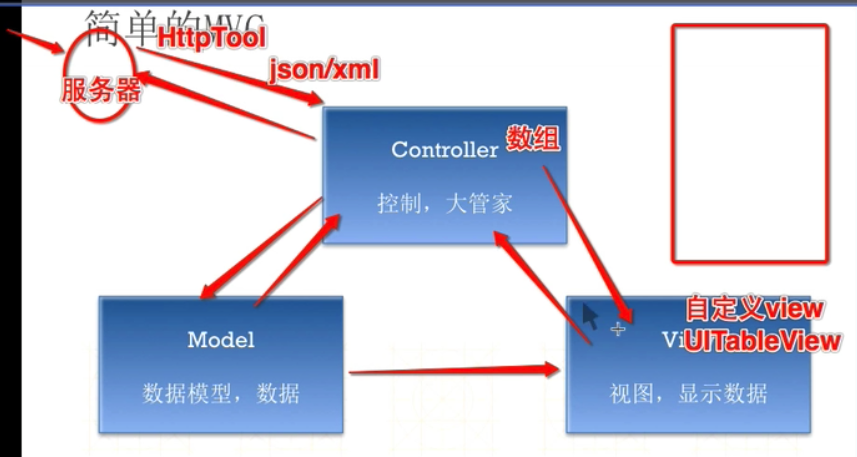 简单的MVC
HttpTool
json/xml
服务器
Controller
数组
控制，大管家
自定义view
UITableView
Model
数据模型，数据
视图，显示数据